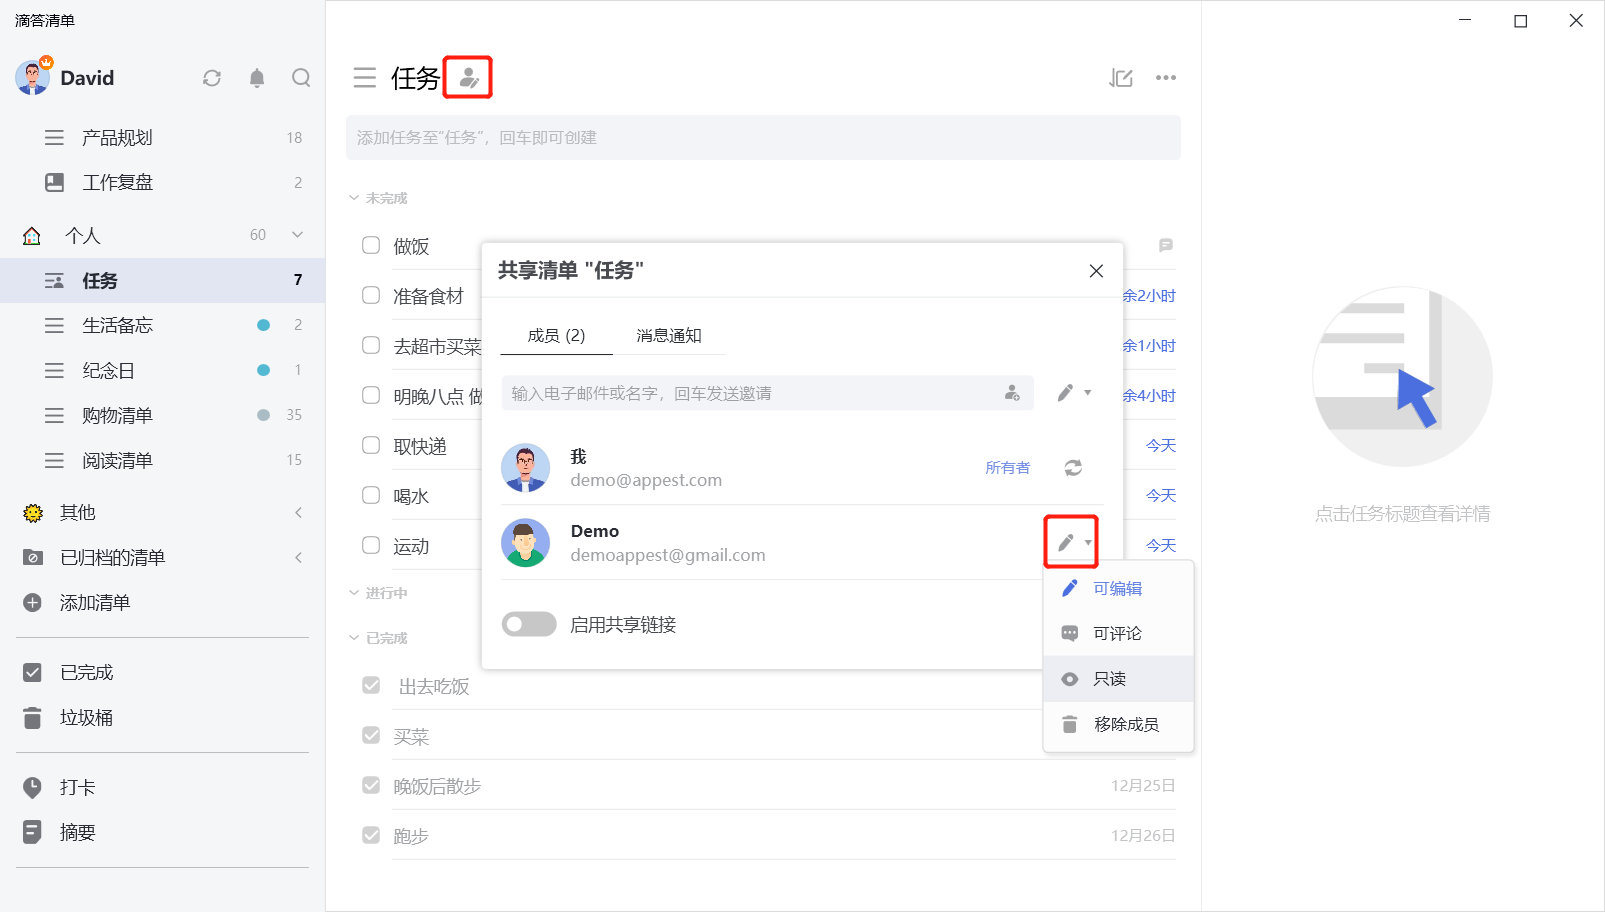 滴答清单
David
产品规划 18
工作复盘 2
个人 60
任务 7
生活备忘 2
纪念日 1
购物清单 35
阅读清单 15
其他
已归档的清单
添加清单
已完成
垃圾桶
打卡
摘要
任务
添加任务至“任务”，回车即可创建
未完成
做饭
准备食材 余2小时
去超市买菜 余1小时
明晚八点 做 余4小时
取快递 今天
喝水 今天
运动 今天
进行中
已完成
出去吃饭
买菜
晚饭后散步 12月25日
跑步 12月26日
共享清单 "任务"
成员 (2) 消息通知
输入电子邮件或名字，回车发送邀请
我
demo@appest.com
所有者
Demo
demoappest@gmail.com
启用共享链接
可编辑
可评论
只读
移除成员
点击任务标题查看详情